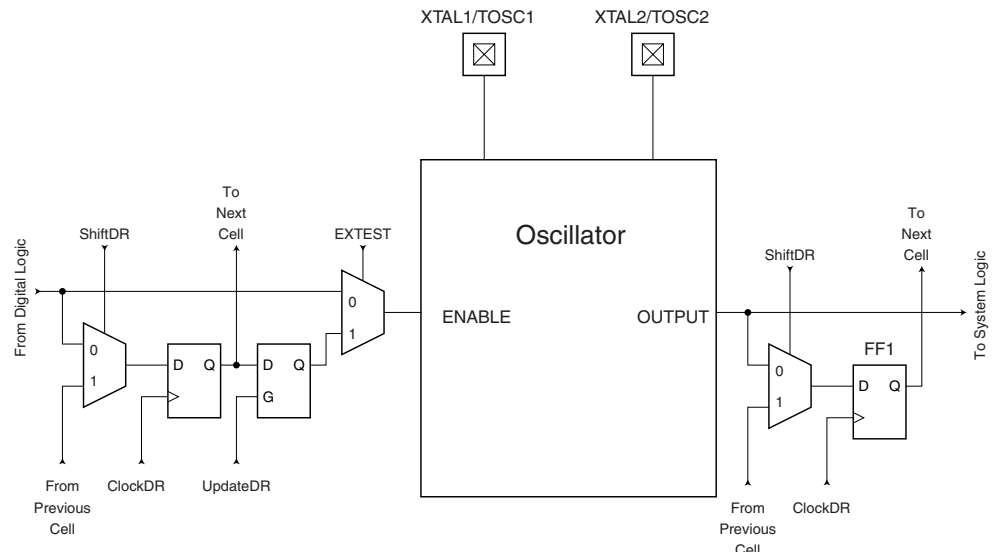 XTAL1/TOSC1
XTAL2/TOSC2
To
Next
Cell
ShiftDR
EXTEST
From Digital Logic
0
1
D Q
D Q
G
0
1
From
Previous
Cell
ClockDR
UpdateDR
Oscillator
ENABLE
OUTPUT
To
Next
Cell
ShiftDR
To System Logic
FF1
0
1
D Q
From
Previous
Cell
ClockDR